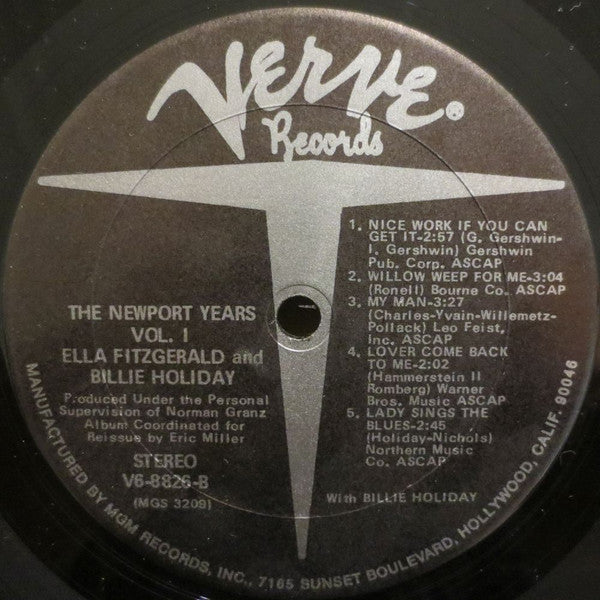 Verve®
Records
THE NEWPORT YEARS
VOL. I
ELLA FITZGERALD and
BILLIE HOLIDAY
Produced Under the Personal
Supervision of Norman Granz
Album Coordinated for
Reissue by Eric Miller
STEREO
V6-8826-B
(MGS 3209)
1. NICE WORK IF YOU CAN
GET IT-2:57 (G. Gershwin-
I. Gershwin) Gershwin
Pub. Corp. ASCAP
2. WILLOW WEEP FOR ME-3:04
(Ronell) Bourne Co. ASCAP
3. MY MAN-3:27
(Charles-Yvain-Willemetz-
Pollack) Leo Feist,
Inc. ASCAP
4. LOVER COME BACK
TO ME-2:02
(Hammerstein II
Romberg) Warner
Bros. Music ASCAP
5. LADY SINGS THE
BLUES-2:45
(Holiday-Nichols)
Northern Music
Co. ASCAP
With BILLIE HOLIDAY
MANUFACTURED BY MGM RECORDS, INC., 7165 SUNSET BOULEVARD, HOLLYWOOD, CALIF. 90046